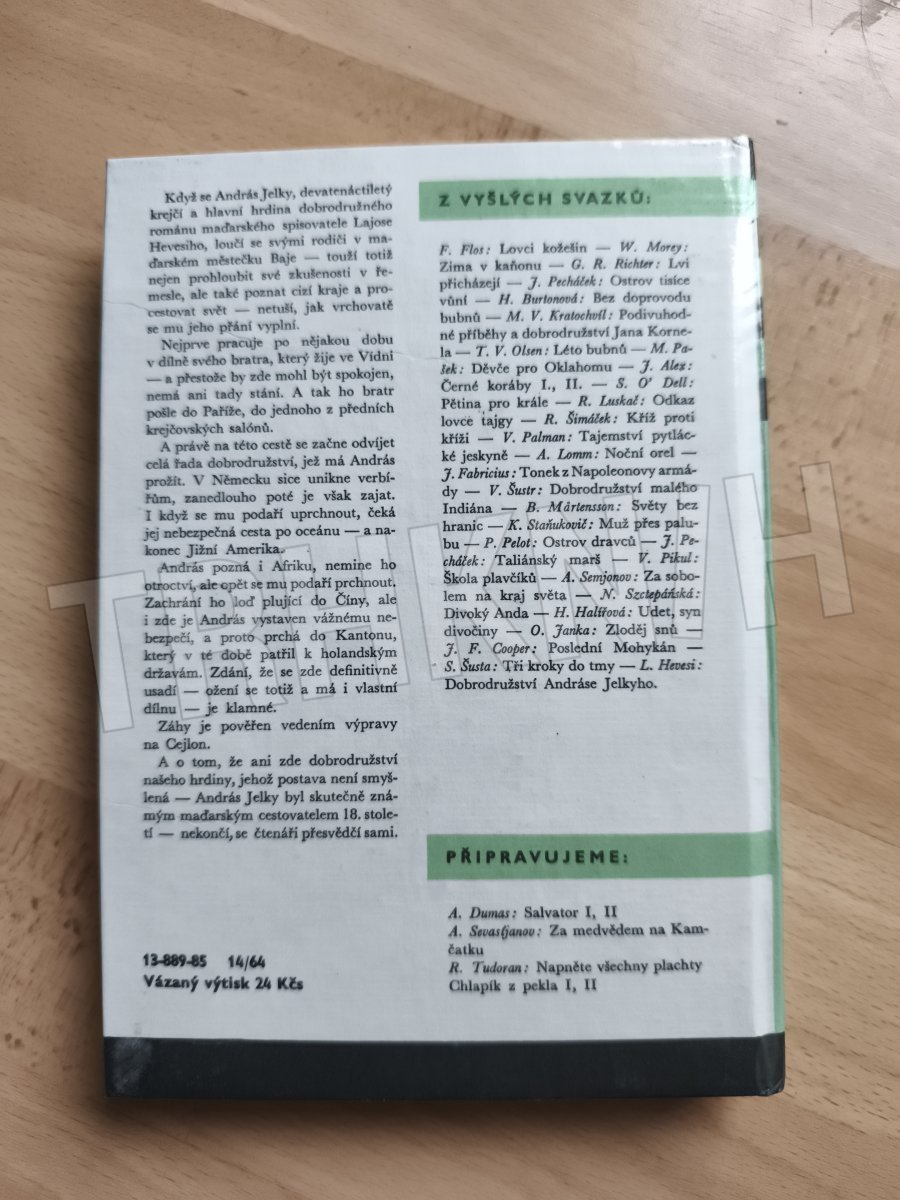 Když se András Jelky, devatenáctiletý
krejčí a hlavní hrdina dobrodružného
románu maďarského spisovatele Lajose
Hevesiho, loučí se svými rodiči v ma-
ďarském městečku Baje — touží totiž
nejen prohloubit své zkušenosti v ře-
mesle, ale také poznat cizí kraje a pro-
cestovat svět — netuší, jak vrchovatě
se mu jeho přání vyplní.
Nejprve pracuje po nějakou dobu
v dílně svého bratra, který žije ve Vídni
— a přestože by zde mohl být spokojen,
nemá ani tady stání. A tak ho bratr
pošle do Paříže, do jednoho z předních
krejčovských salónů.
A právě na této cestě se začne odvíjet
celá řada dobrodružství, jež má András
prožít. V Německu sice unikne verbí-
řům, zanedlouho poté je však zajat.
I když se mu podaří uprchnout, čeká
jej nebezpečná cesta po oceánu — a na-
konec Jižní Amerika.
András pozná i Afriku, nemine ho
otroctví, ale opět se mu podaří prchnout.
Zachrání ho loď plující do Číny, ale
i zde je András vystaven vážnému ne-
bezpečí, a proto prchá do Kantonu,
který v té době patřil k holandským
državám. Zdání, že se zde definitivně
usadí — ožení se totiž a má i vlastní
dílnu — je klamné.
Záhy je pověřen vedením výpravy
na Cejlon.
A o tom, že ani zde dobrodružství
našeho hrdiny, jehož postava není smyš-
lená — András Jelky byl skutečně zná-
mým maďarským cestovatelem 18. stole-
tí — nekončí, se čtenáři přesvědčí sami.
13-889-85 14/64
Vázaný výtisk 24 Kčs
Z VYŠLÝCH SVAZKŮ:
F. Flos: Lovci kožešin — W. Morey:
Zima v kaňonu — G. R. Richter: Lvi
přicházejí — J. Pecháček: Ostrov tisíce
vůní — H. Burtonová: Bez doprovodu
bubnů — M. V. Kratochvíl: Podivuhod-
né příběhy a dobrodružství Jana Korne-
la — T. V. Olsen: Léto bubnů — M. Pa-
šek: Děvče pro Oklahomu — J. Alex:
Černé koráby I., II. — S. O' Dell:
Pětina pro krále — R. Luskač: Odkaz
lovce tajgy — R. Šimáček: Kříž proti
kříži — V. Palman: Tajemství pytlác-
ké jeskyně — A. Lomm: Noční orel —
J. Fabricius: Tonek z Napoleonovy armá-
dy — V. Šustr: Dobrodružství malého
Indiána — B. Mårtensson: Světy bez
hranic — K. Staňukovič: Muž přes palu-
bu — P. Pelot: Ostrov dravců — J. Pe-
cháček: Taliánský marš — V. Pikul:
Škola plavčíků — A. Semjonov: Za sobo-
lem na kraj světa — N. Szczepańská:
Divoký Anda — H. Halířová: Udet, syn
divočiny — O. Janka: Zloděj snů —
J. F. Cooper: Poslední Mohykán —
S. Šusta: Tři kroky do tmy — L. Hevesi:
Dobrodružství Andráse Jelkyho.
PŘIPRAVUJEME:
A. Dumas: Salvator I, II
A. Sevasťjanov: Za medvědem na Kam-
čatku
R. Tudoran: Napněte všechny plachty
Chlapík z pekla I, II